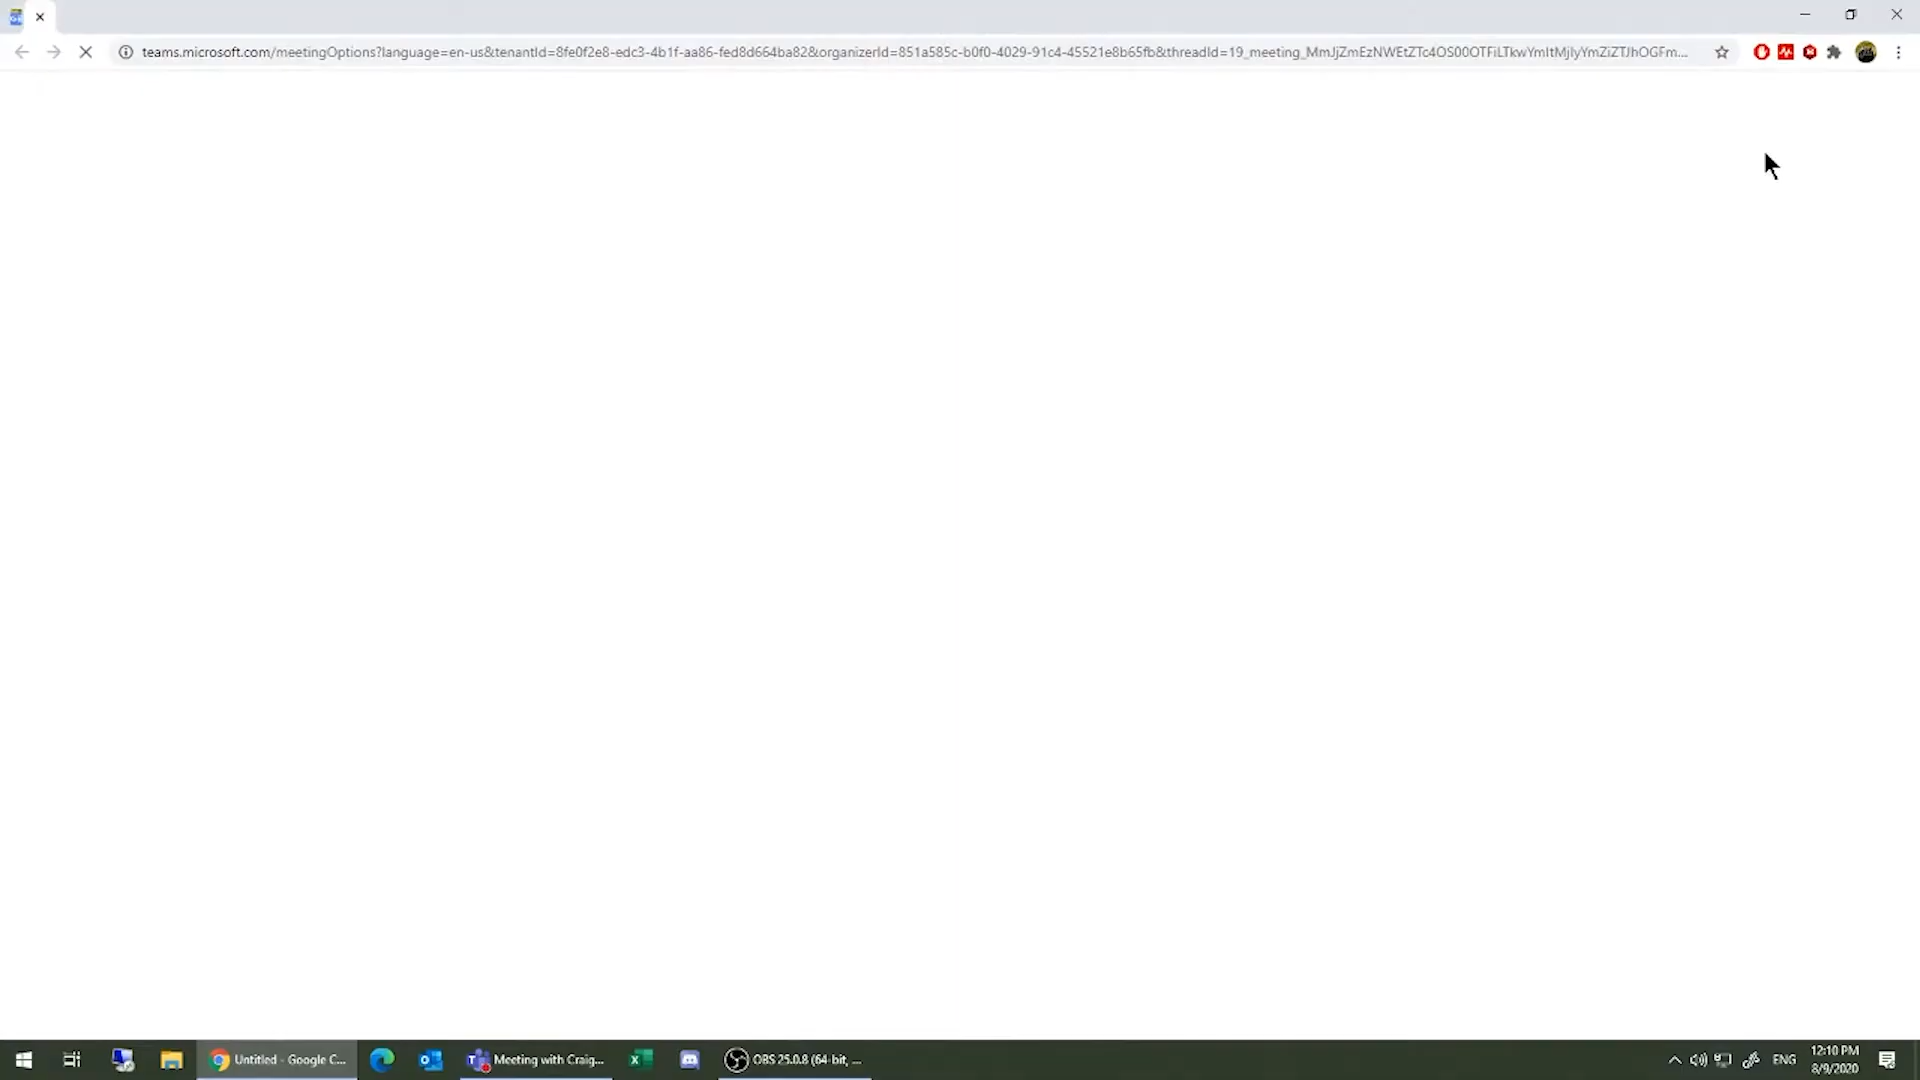 teams.microsoft.com/meetingOptions?language=en-us&tenantId=8fe0f2e8-edc3-4b1f-aa86-fed8d664ba82&organizerId=851a585c-b0f0-4029-91c4-45521e8b65fb&threadId=19_meeting_MmJjZmEzNWEtZTc4OS00OTFiLTkwYmItMjIyYmZiZTJhOGFm...
Untitled - Google C...
Meeting with Craig...
OBS 25.0.8 (64-bit, ...
ENG
12:10 PM
8/9/2020